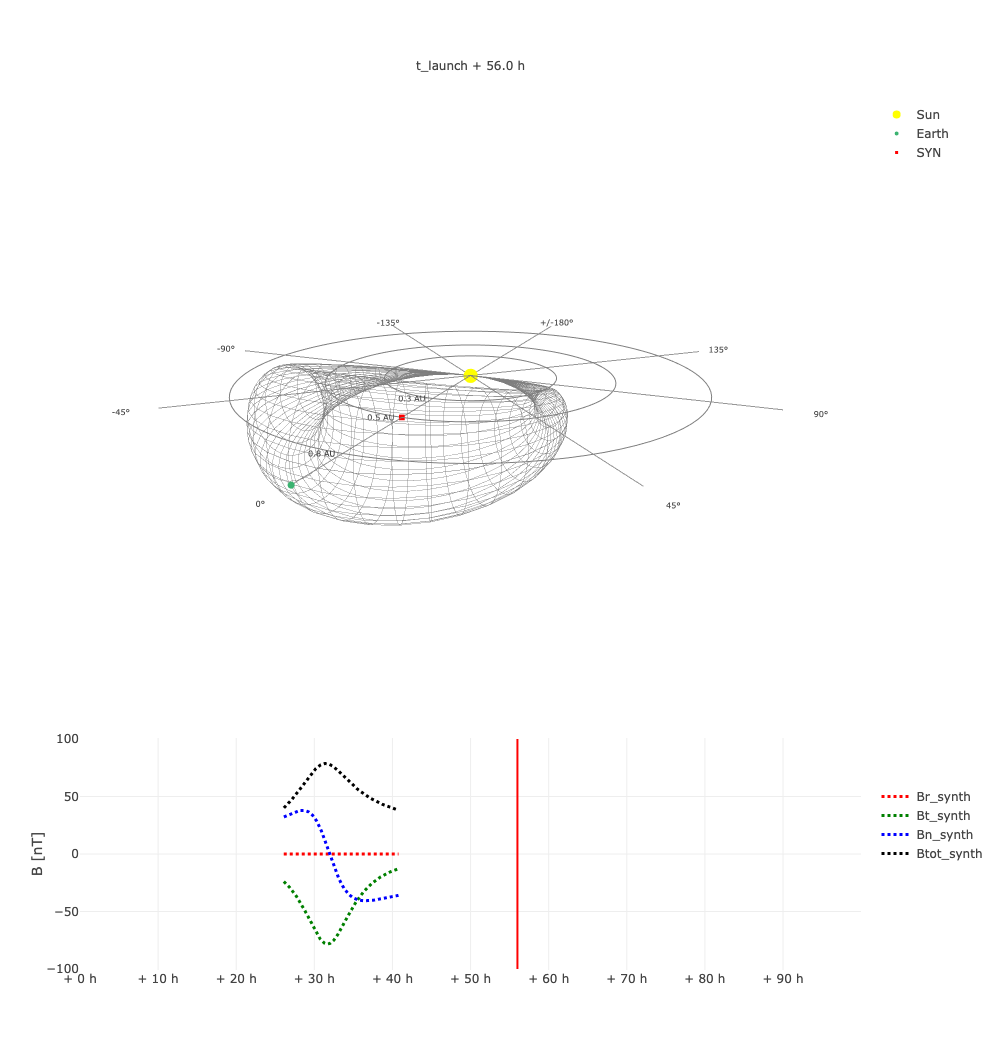 t_launch + 56.0 h
Sun
Earth
SYN
-135°
+/-180°
-90°
135°
0.3 AU
-45°
90°
0.5 AU
0.8 AU
0°
45°
100
50
0
−50
−100
B [nT]
+ 0 h
+ 10 h
+ 20 h
+ 30 h
+ 40 h
+ 50 h
+ 60 h
+ 70 h
+ 80 h
+ 90 h
Br_synth
Bt_synth
Bn_synth
Btot_synth